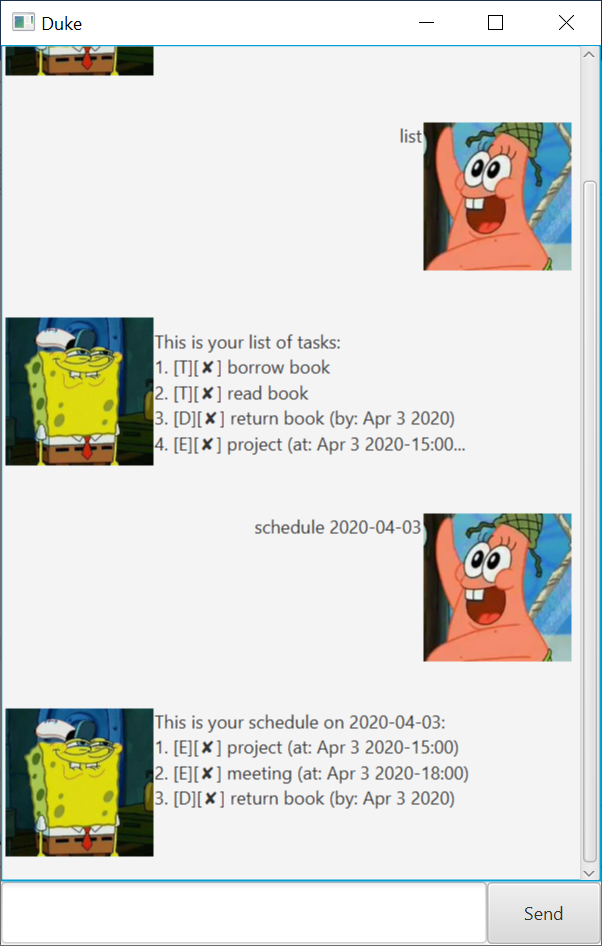 Duke
list
This is your list of tasks:
1. [T][✘] borrow book
2. [T][✘] read book
3. [D][✘] return book (by: Apr 3 2020)
4. [E][✘] project (at: Apr 3 2020-15:00...
schedule 2020-04-03
This is your schedule on 2020-04-03:
1. [E][✘] project (at: Apr 3 2020-15:00)
2. [E][✘] meeting (at: Apr 3 2020-18:00)
3. [D][✘] return book (by: Apr 3 2020)
Send